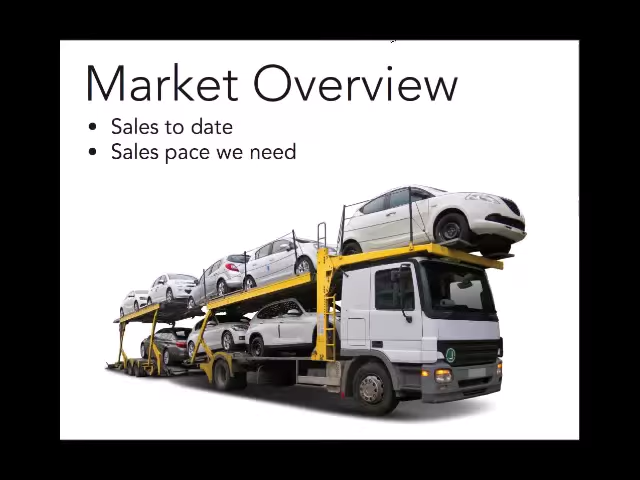 Market Overview
• Sales to date
• Sales pace we need